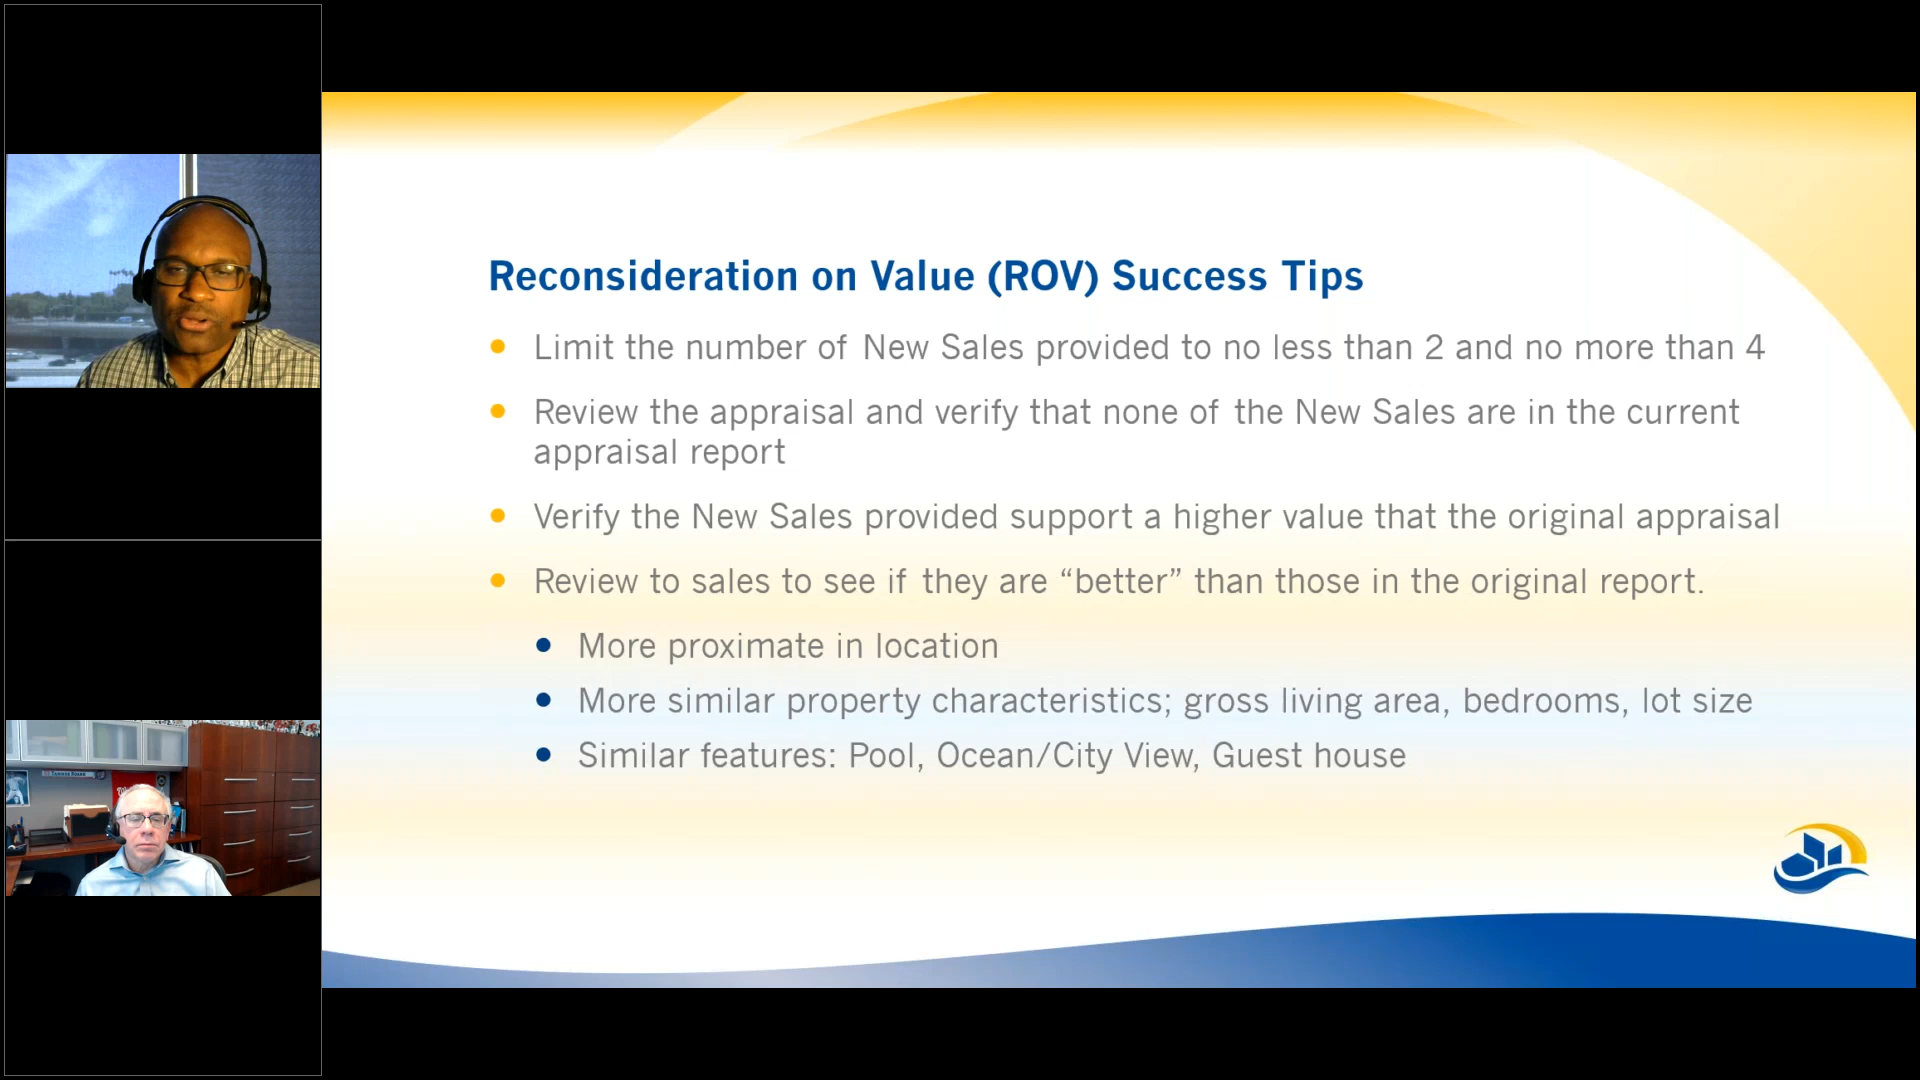 Reconsideration on Value (ROV) Success Tips
Limit the number of New Sales provided to no less than 2 and no more than 4
Review the appraisal and verify that none of the New Sales are in the current
appraisal report
Verify the New Sales provided support a higher value that the original appraisal
Review to sales to see if they are “better” than those in the original report.
More proximate in location
More similar property characteristics; gross living area, bedrooms, lot size
Similar features: Pool, Ocean/City View, Guest house